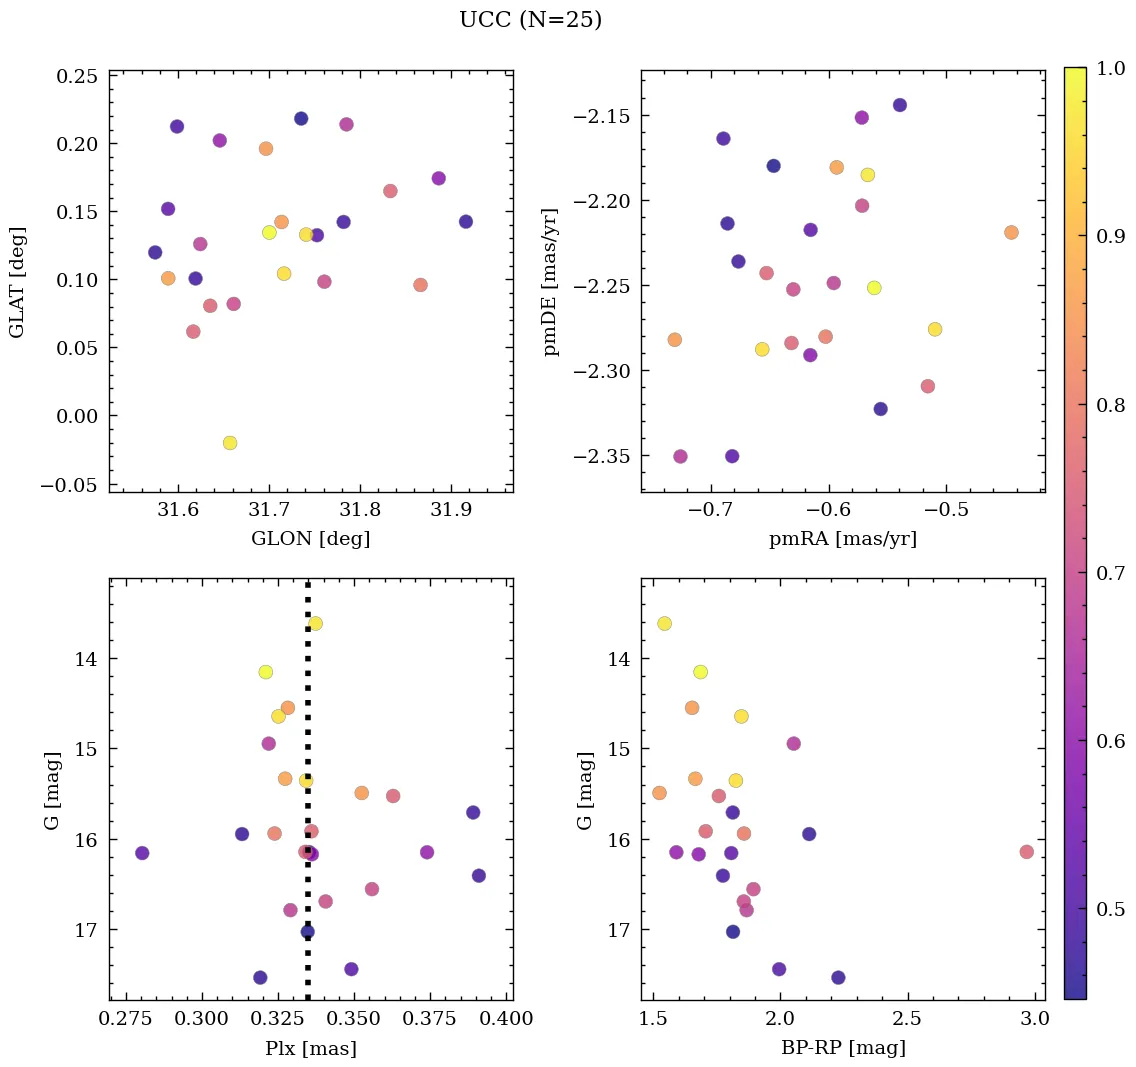 UCC (N=25)
0.25
0.20
0.15
0.10
0.05
0.00
−0.05
GLAT [deg]
31.6 31.7 31.8 31.9
GLON [deg]
−2.15
−2.20
−2.25
−2.30
−2.35
pmDE [mas/yr]
−0.7 −0.6 −0.5
pmRA [mas/yr]
14
15
16
17
G [mag]
0.275 0.300 0.325 0.350 0.375 0.400
Plx [mas]
14
15
16
17
G [mag]
1.5 2.0 2.5 3.0
BP-RP [mag]
1.0
0.9
0.8
0.7
0.6
0.5